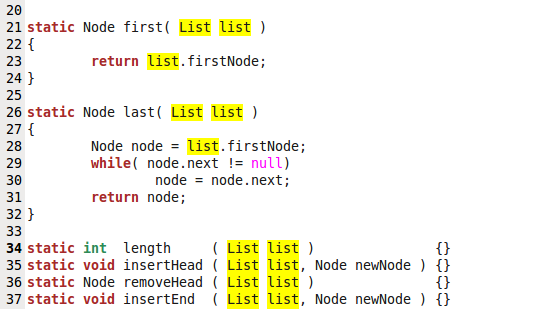 20
21 static Node first( List list )
22 {
23         return list.firstNode;
24 }
25
26 static Node last( List list )
27 {
28         Node node = list.firstNode;
29         while( node.next != null)
30                 node = node.next;
31         return node;
32 }
33
34 static int  length     ( List list )               {}
35 static void insertHead ( List list, Node newNode ) {}
36 static Node removeHead ( List list )               {}
37 static void insertEnd  ( List list, Node newNode ) {}